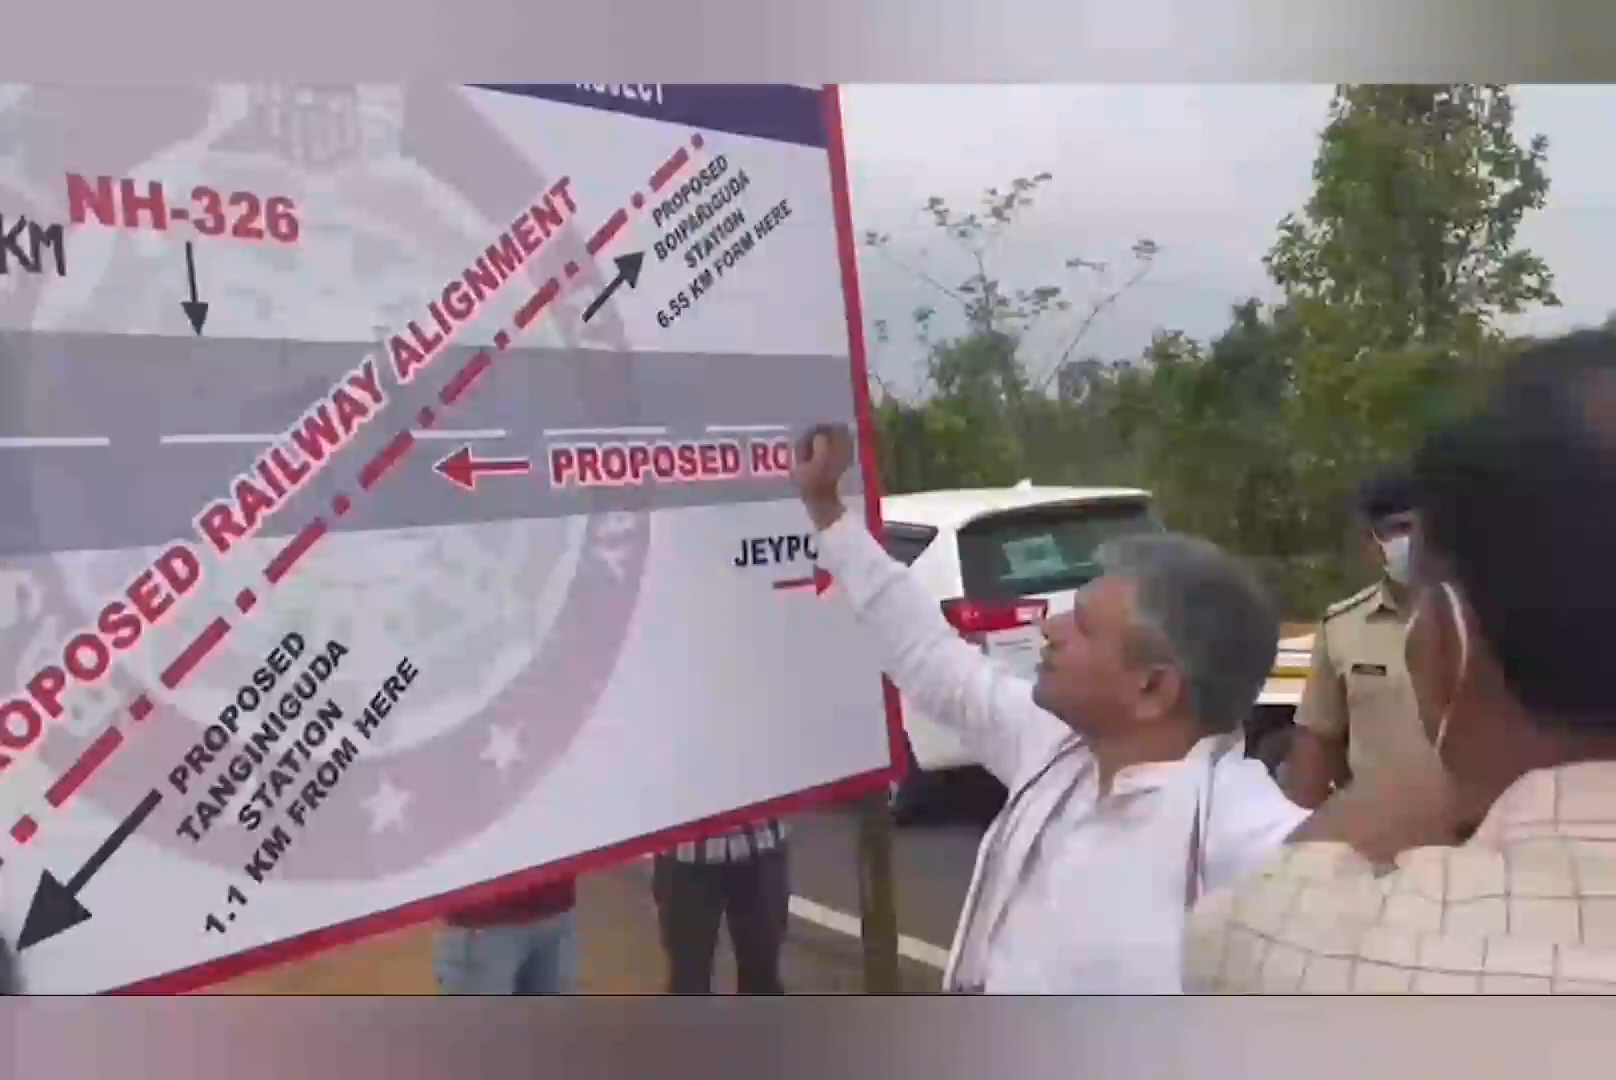 NH-326
KM
PROPOSED
BOIPARIGUDA
STATION
6.55 KM FORM HERE
PROPOSED RAILWAY ALIGNMENT
PROPOSED
JEYPO
PROPOSED
TANGINIGUDA
STATION
1.1 KM FROM HERE